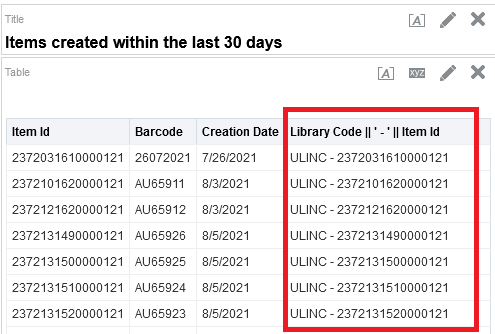 Title
Items created within the last 30 days
Table
xyz
Item Id Barcode Creation Date Library Code || ' - ' || Item Id
2372031610000121 26072021 7/26/2021 ULINC - 2372031610000121
2372101620000121 AU65911 8/3/2021 ULINC - 2372101620000121
2372121620000121 AU65912 8/3/2021 ULINC - 2372121620000121
2372131490000121 AU65926 8/5/2021 ULINC - 2372131490000121
2372131500000121 AU65925 8/5/2021 ULINC - 2372131500000121
2372131510000121 AU65924 8/5/2021 ULINC - 2372131510000121
2372131520000121 AU65923 8/5/2021 ULINC - 2372131520000121